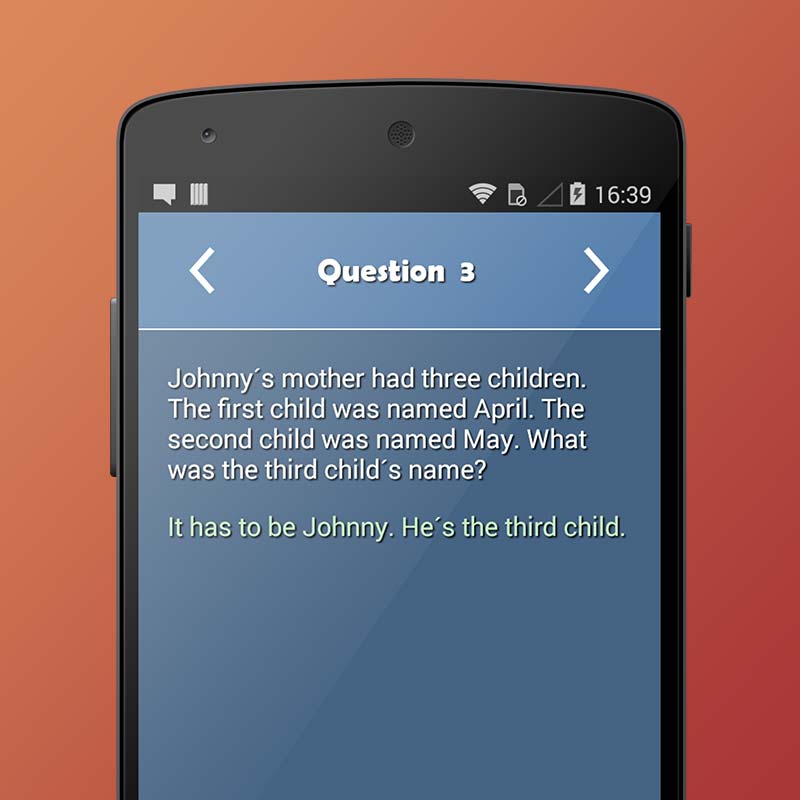 16:39
Question 3
Johnny´s mother had three children.
The first child was named April. The
second child was named May. What
was the third child´s name?
It has to be Johnny. He´s the third child.